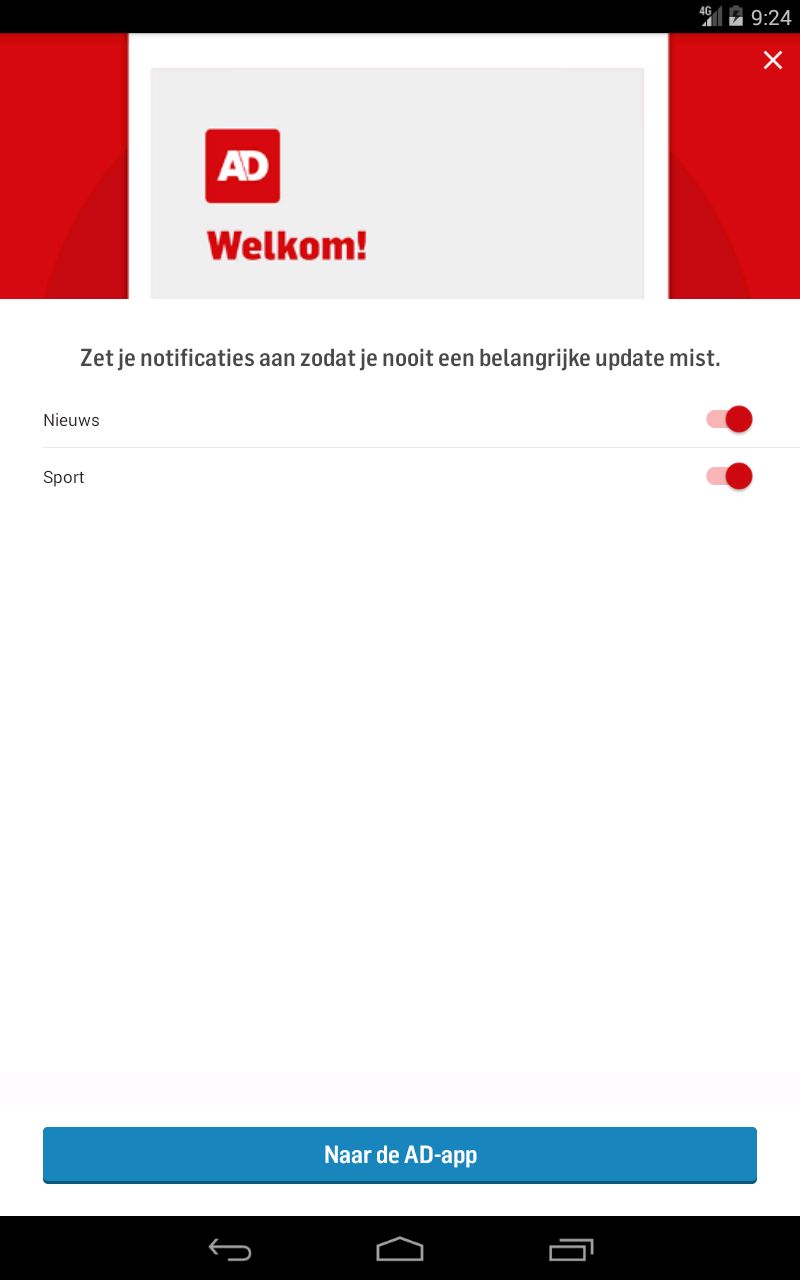 4G 9:24
AD
Welkom!
Zet je notificaties aan zodat je nooit een belangrijke update mist.
Nieuws
Sport
Naar de AD-app